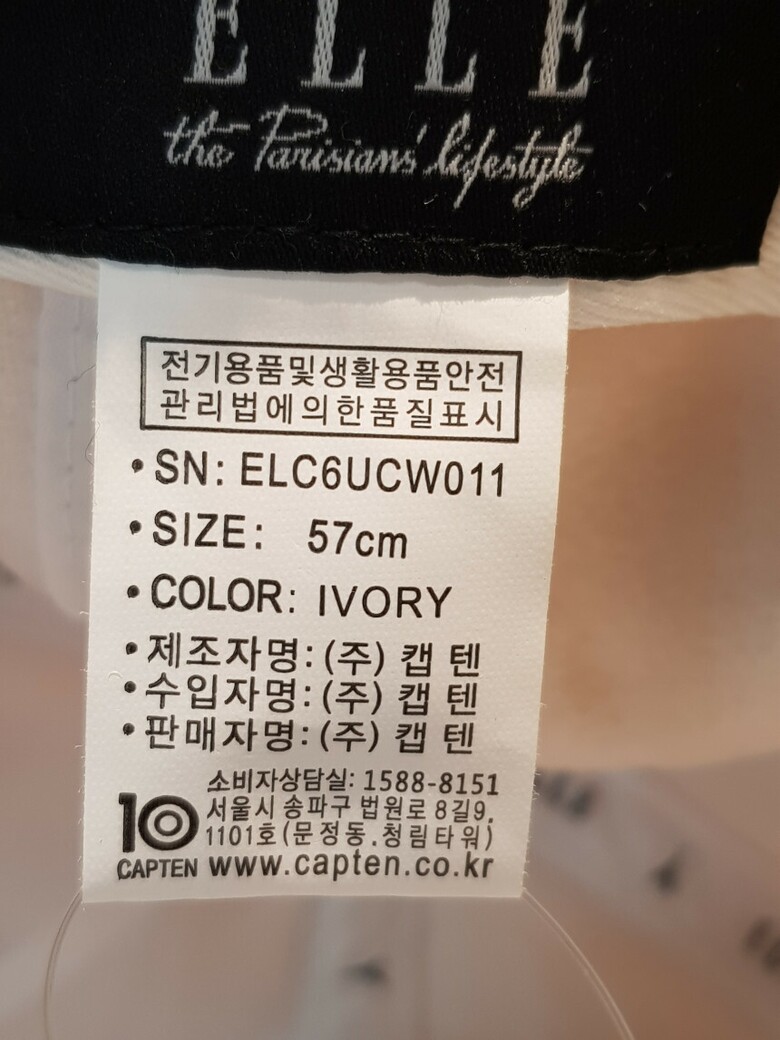 ELLE
the Parisians' lifestyle
전기용품및생활용품안전
관리법에의한품질표시
•SN: ELC6UCW011
•SIZE: 57cm
•COLOR: IVORY
•제조자명: (주) 캡텐
•수입자명: (주) 캡텐
•판매자명: (주) 캡텐
소비자상담실: 1588-8151
서울시 송파구 법원로 8길9,
1101호(문정동,청림타워)
10
CAPTEN www.capten.co.kr